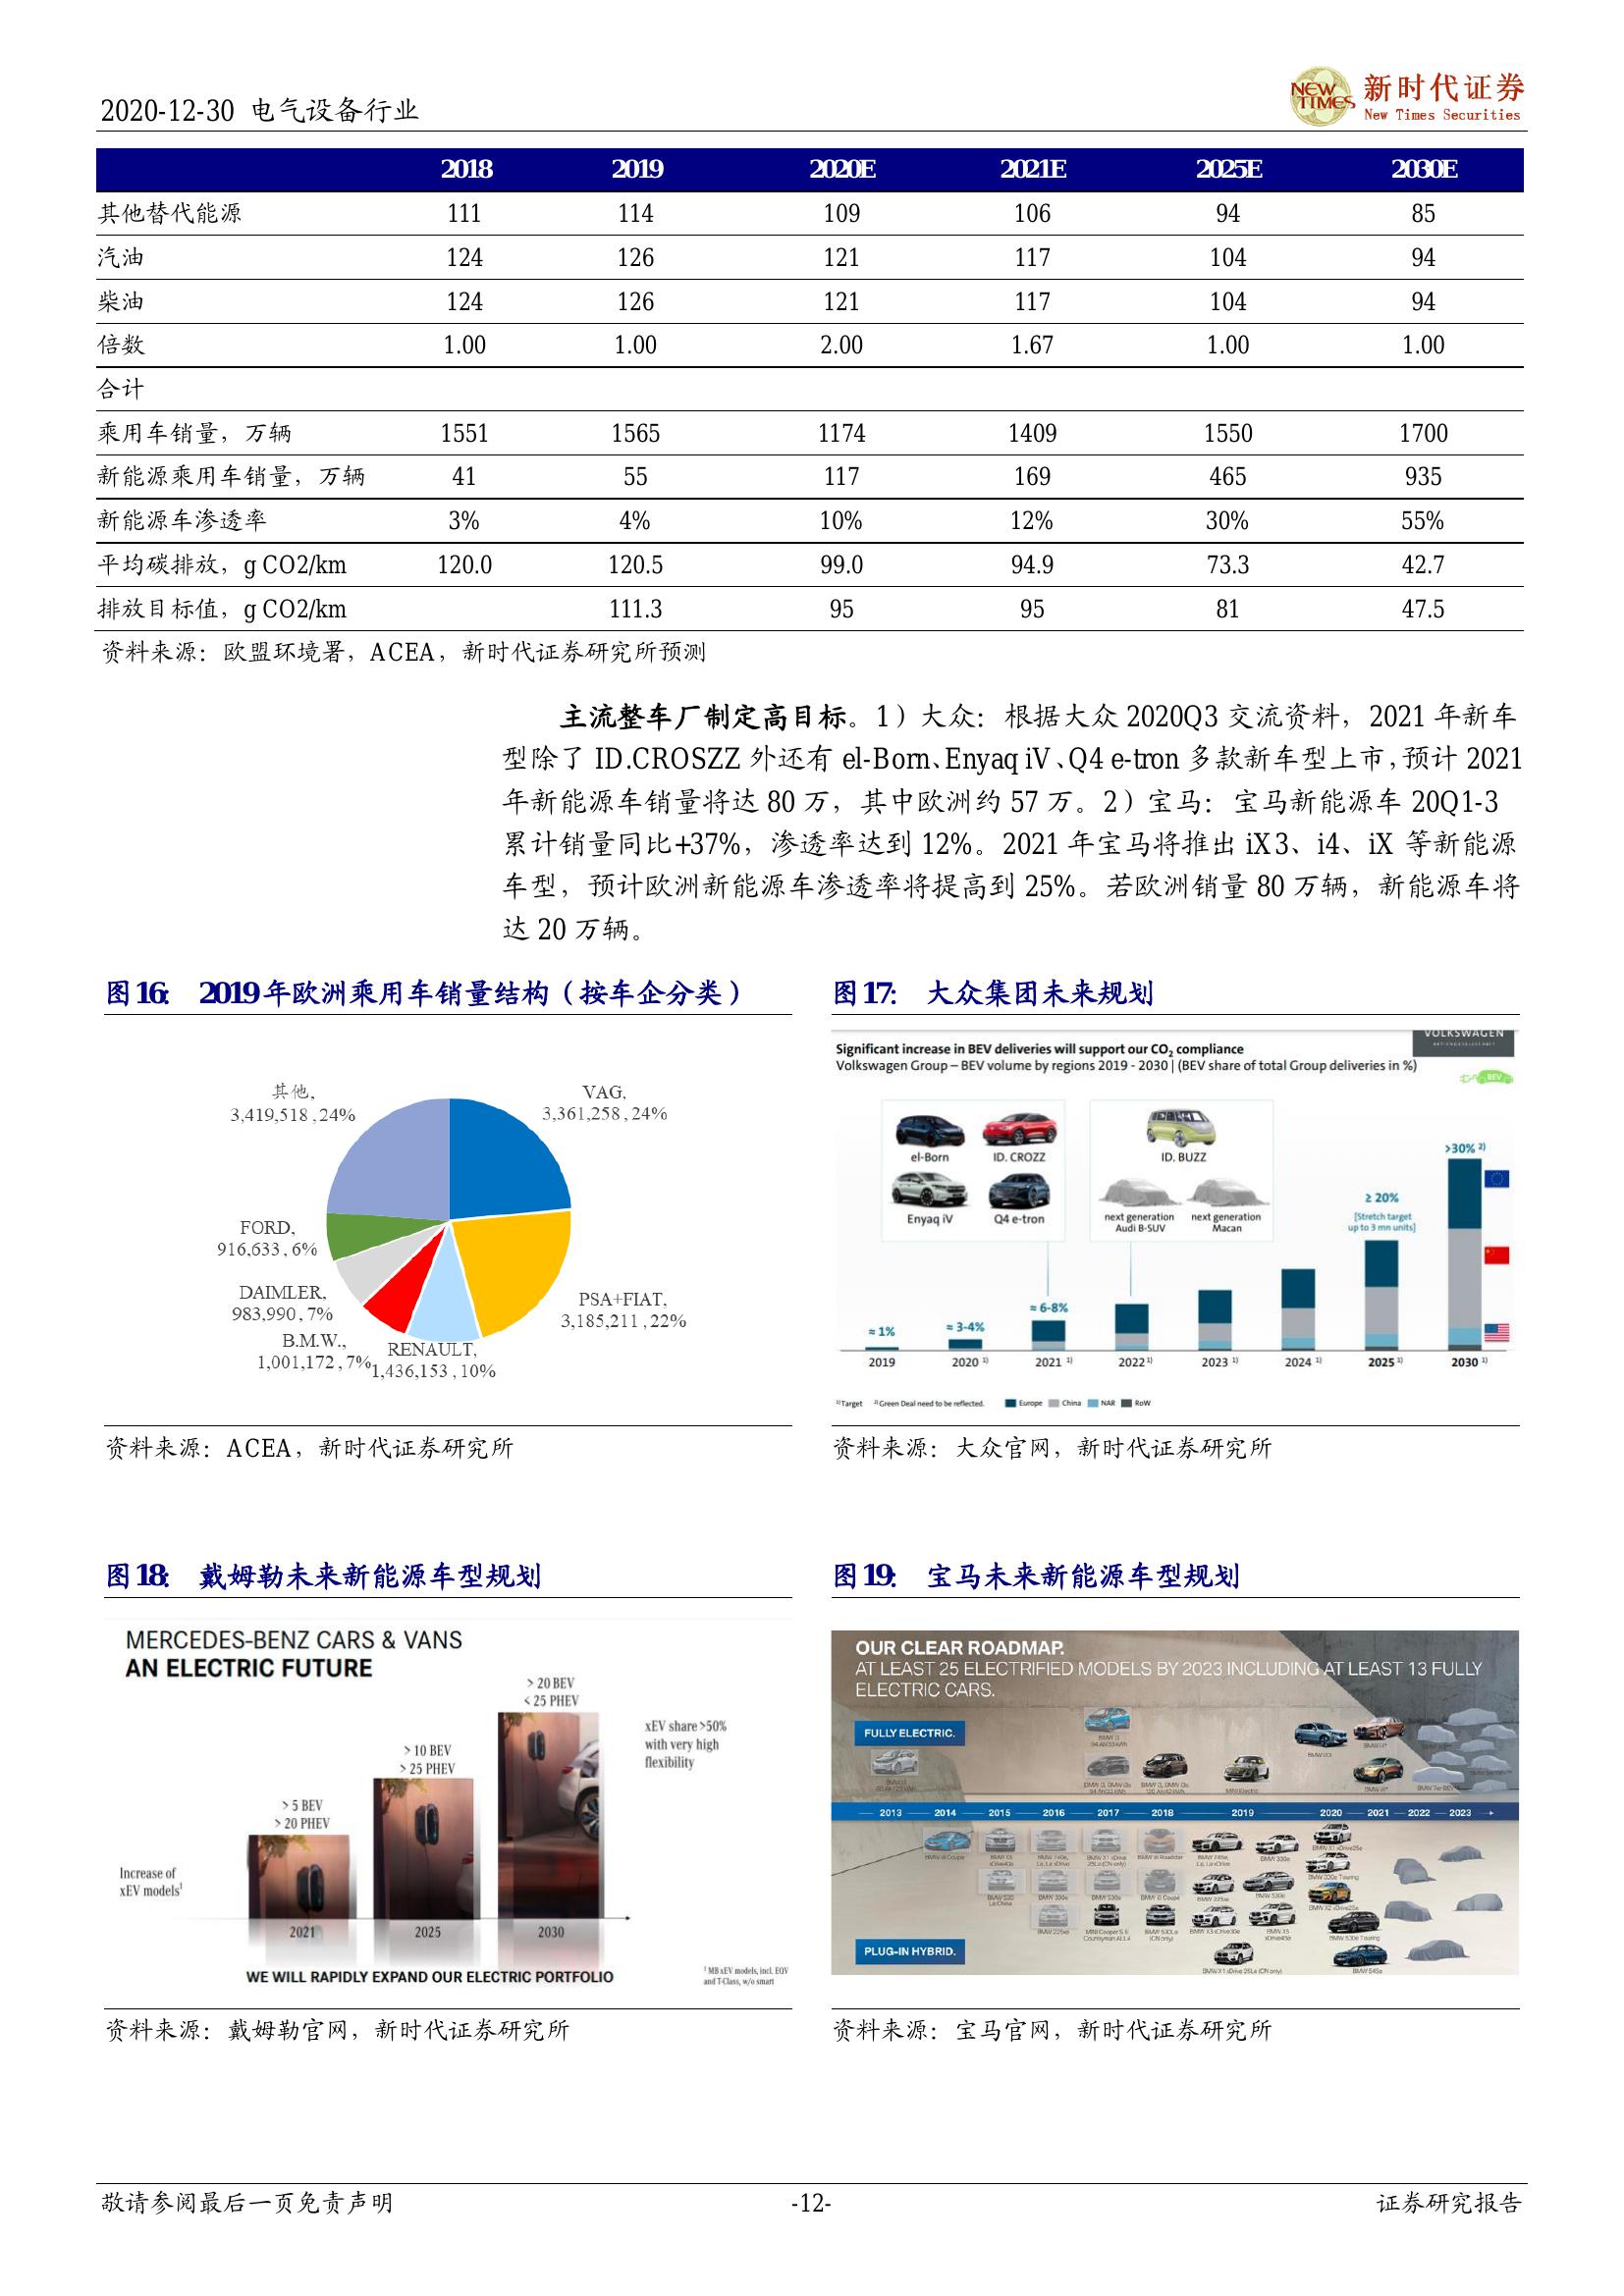 2020-12-30 电气设备行业
NEW TIMES 新时代证券
New Times Securities
2018 2019 2020E 2021E 2025E 2030E
其他替代能源 111 114 109 106 94 85
汽油 124 126 121 117 104 94
柴油 124 126 121 117 104 94
倍数 1.00 1.00 2.00 1.67 1.00 1.00
合计
乘用车销量，万辆 1551 1565 1174 1409 1550 1700
新能源乘用车销量，万辆 41 55 117 169 465 935
新能源车渗透率 3% 4% 10% 12% 30% 55%
平均碳排放，g CO2/km 120.0 120.5 99.0 94.9 73.3 42.7
排放目标值，g CO2/km 111.3 95 95 81 47.5
资料来源：欧盟环境署，ACEA，新时代证券研究所预测
主流整车厂制定高目标。1）大众：根据大众 2020Q3 交流资料，2021 年新车
型除了 ID.CROSZZ 外还有 el-Born、Enyaq iV、Q4 e-tron 多款新车型上市，预计 2021
年新能源车销量将达 80 万，其中欧洲约 57 万。2）宝马：宝马新能源车 20Q1-3
累计销量同比+37%，渗透率达到 12%。2021 年宝马将推出 iX3、i4、iX 等新能源
车型，预计欧洲新能源车渗透率将提高到 25%。若欧洲销量 80 万辆，新能源车将
达 20 万辆。
图16： 2019年欧洲乘用车销量结构（按车企分类）
其他,
3,419,518 , 24%
VAG,
3,361,258 , 24%
FORD,
916,633 , 6%
DAIMLER,
983,990 , 7%
B.M.W.,
1,001,172 , 7%
RENAULT,
1,436,153 , 10%
PSA+FIAT,
3,185,211 , 22%
资料来源：ACEA，新时代证券研究所
图17： 大众集团未来规划
VOLKSWAGEN
Significant increase in BEV deliveries will support our CO2 compliance
Volkswagen Group – BEV volume by regions 2019 - 2030 | (BEV share of total Group deliveries in %)
BEV
el-Born ID. CROZZ
Enyaq iV Q4 e-tron
ID. BUZZ
next generation Audi B-SUV
next generation Macan
≈ 1%
≈ 3-4%
≈ 6-8%
≥ 20%
[Stretch target
up to 3 mn units]
>30% 2)
2019 2020 1) 2021 1) 2022 1) 2023 1) 2024 1) 2025 1) 2030 1)
1) Target 2) Green Deal need to be reflected. Europe China NAR RoW
资料来源：大众官网，新时代证券研究所
图18： 戴姆勒未来新能源车型规划
MERCEDES-BENZ CARS & VANS
AN ELECTRIC FUTURE
> 20 BEV
< 25 PHEV
> 10 BEV
> 25 PHEV
> 5 BEV
> 20 PHEV
xEV share >50%
with very high
flexibility
Increase of
xEV models1
2021 2025 2030
WE WILL RAPIDLY EXPAND OUR ELECTRIC PORTFOLIO
1 MB xEV models, incl. EQV
and T-Class, w/o smart
资料来源：戴姆勒官网，新时代证券研究所
图19： 宝马未来新能源车型规划
OUR CLEAR ROADMAP.
AT LEAST 25 ELECTRIFIED MODELS BY 2023 INCLUDING AT LEAST 13 FULLY
ELECTRIC CARS.
FULLY ELECTRIC.
2013 2014 2015 2016 2017 2018 2019 2020 2021 2022 2023
PLUG-IN HYBRID.
资料来源：宝马官网，新时代证券研究所
敬请参阅最后一页免责声明 -12- 证券研究报告